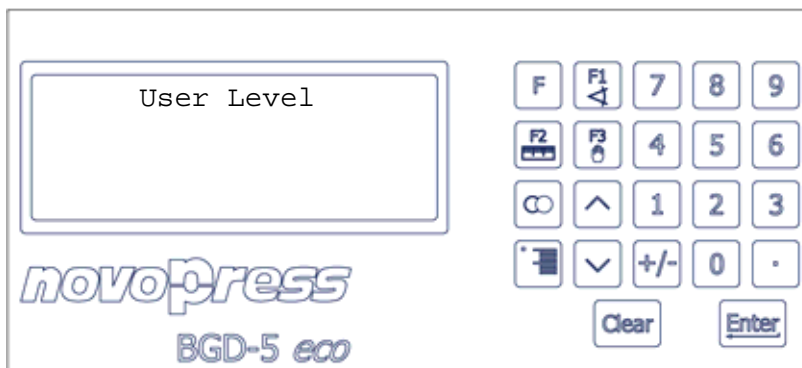 User Level
F F1 7 8 9
F2 F3 4 5 6
1 2 3
+/- 0 .
Clear Enter
novopress
BGD-5 eco